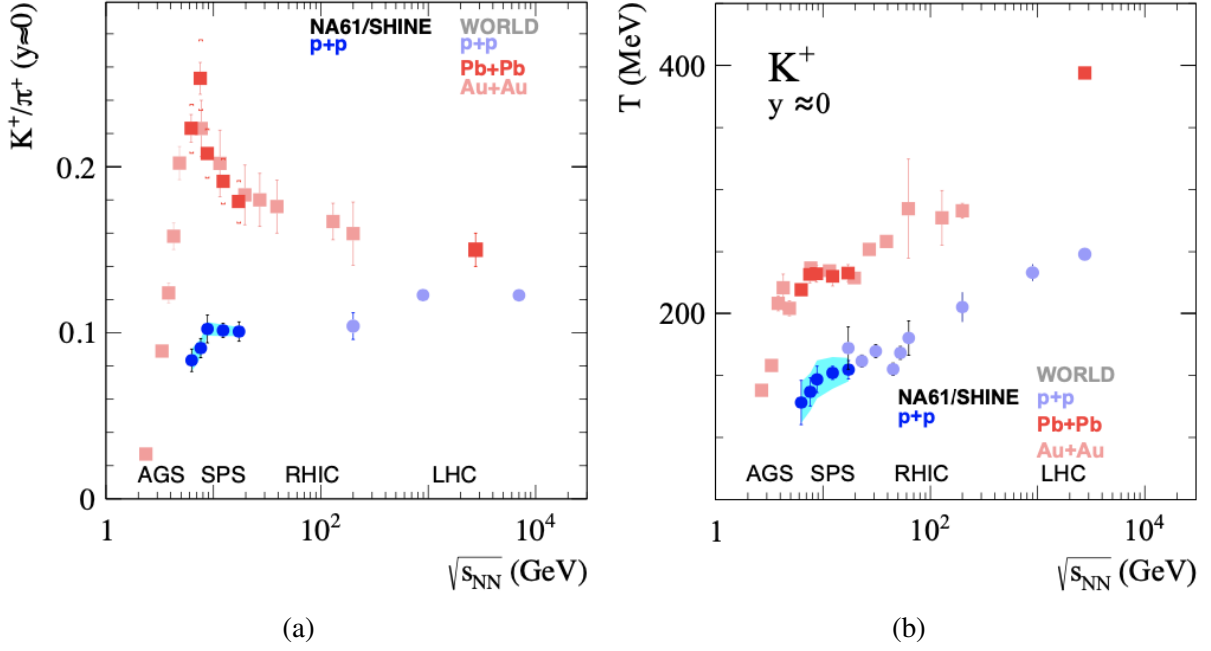 K⁺/π⁺ (y≈0)
NA61/SHINE
p+p
WORLD
p+p
Pb+Pb
Au+Au
0.2
0.1
0
AGS SPS RHIC LHC
1 10² 10⁴
√s_NN (GeV)
(a)
T (MeV)
K⁺
y ≈0
400
200
WORLD
NA61/SHINE p+p
p+p Pb+Pb
Au+Au
AGS SPS RHIC LHC
1 10² 10⁴
√s_NN (GeV)
(b)